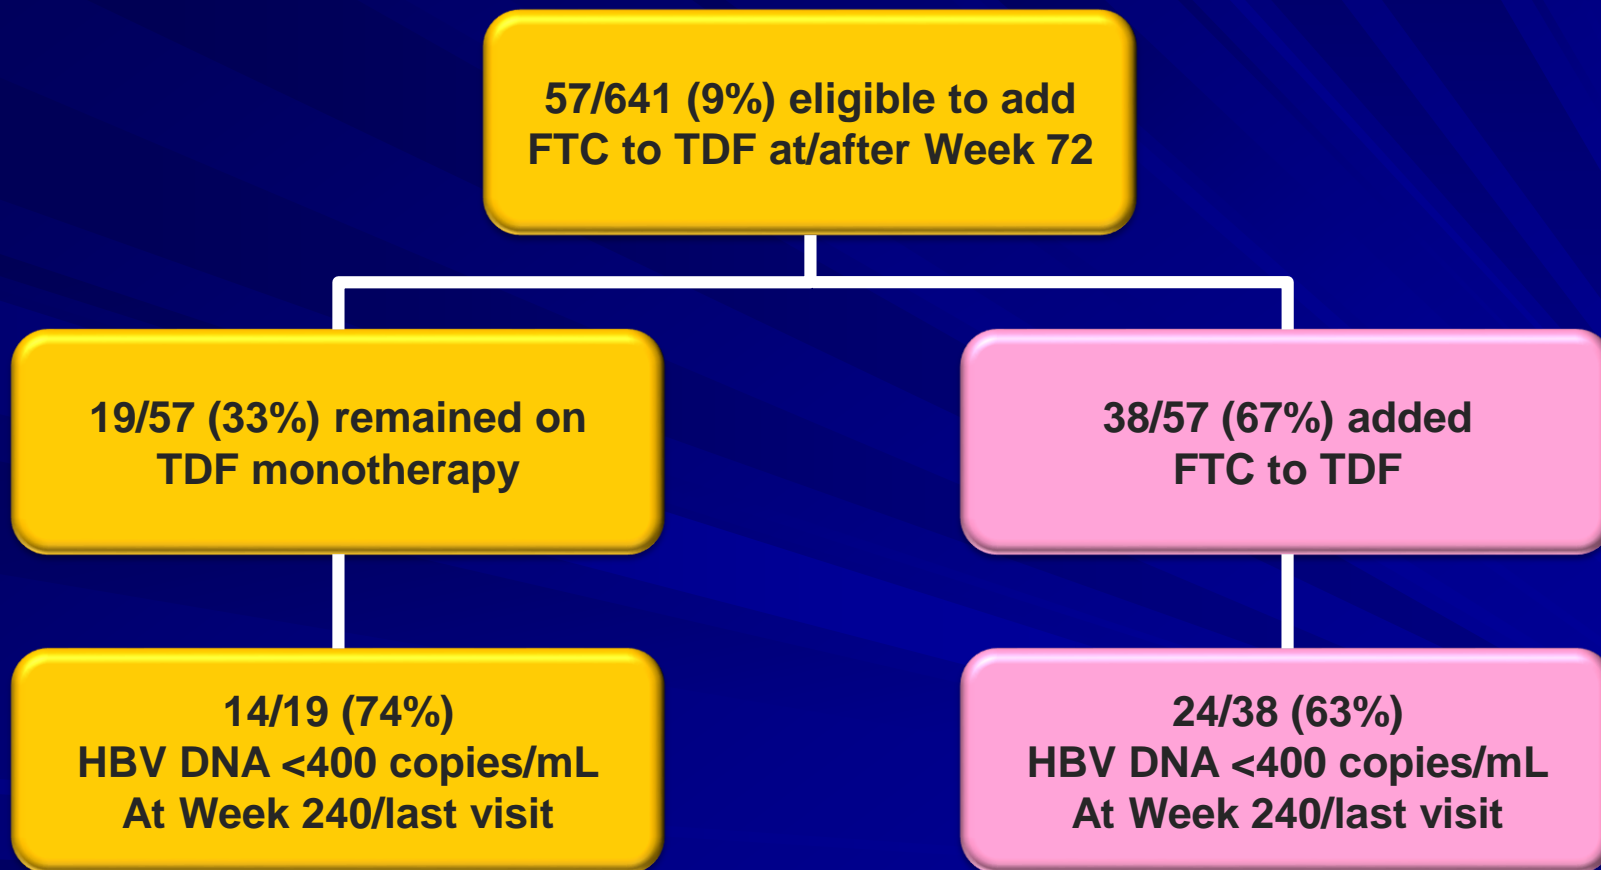 57/641 (9%) eligible to add
FTC to TDF at/after Week 72
19/57 (33%) remained on
TDF monotherapy
38/57 (67%) added
FTC to TDF
14/19 (74%)
HBV DNA <400 copies/mL
At Week 240/last visit
24/38 (63%)
HBV DNA <400 copies/mL
At Week 240/last visit